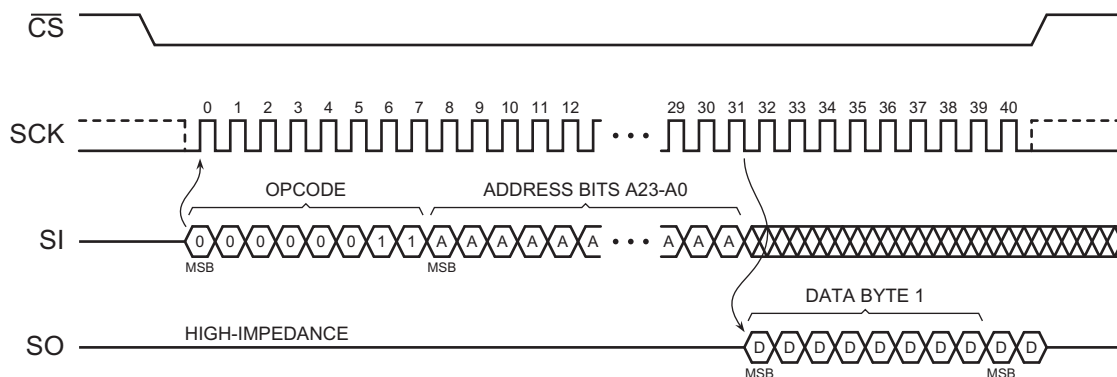 CS
0 1 2 3 4 5 6 7 8 9 10 11 12 29 30 31 32 33 34 35 36 37 38 39 40
SCK
OPCODE ADDRESS BITS A23-A0
SI 0 0 0 0 0 0 1 1 A A A A A A A A A
MSB MSB
DATA BYTE 1
HIGH-IMPEDANCE
SO D D D D D D D D D D
MSB MSB